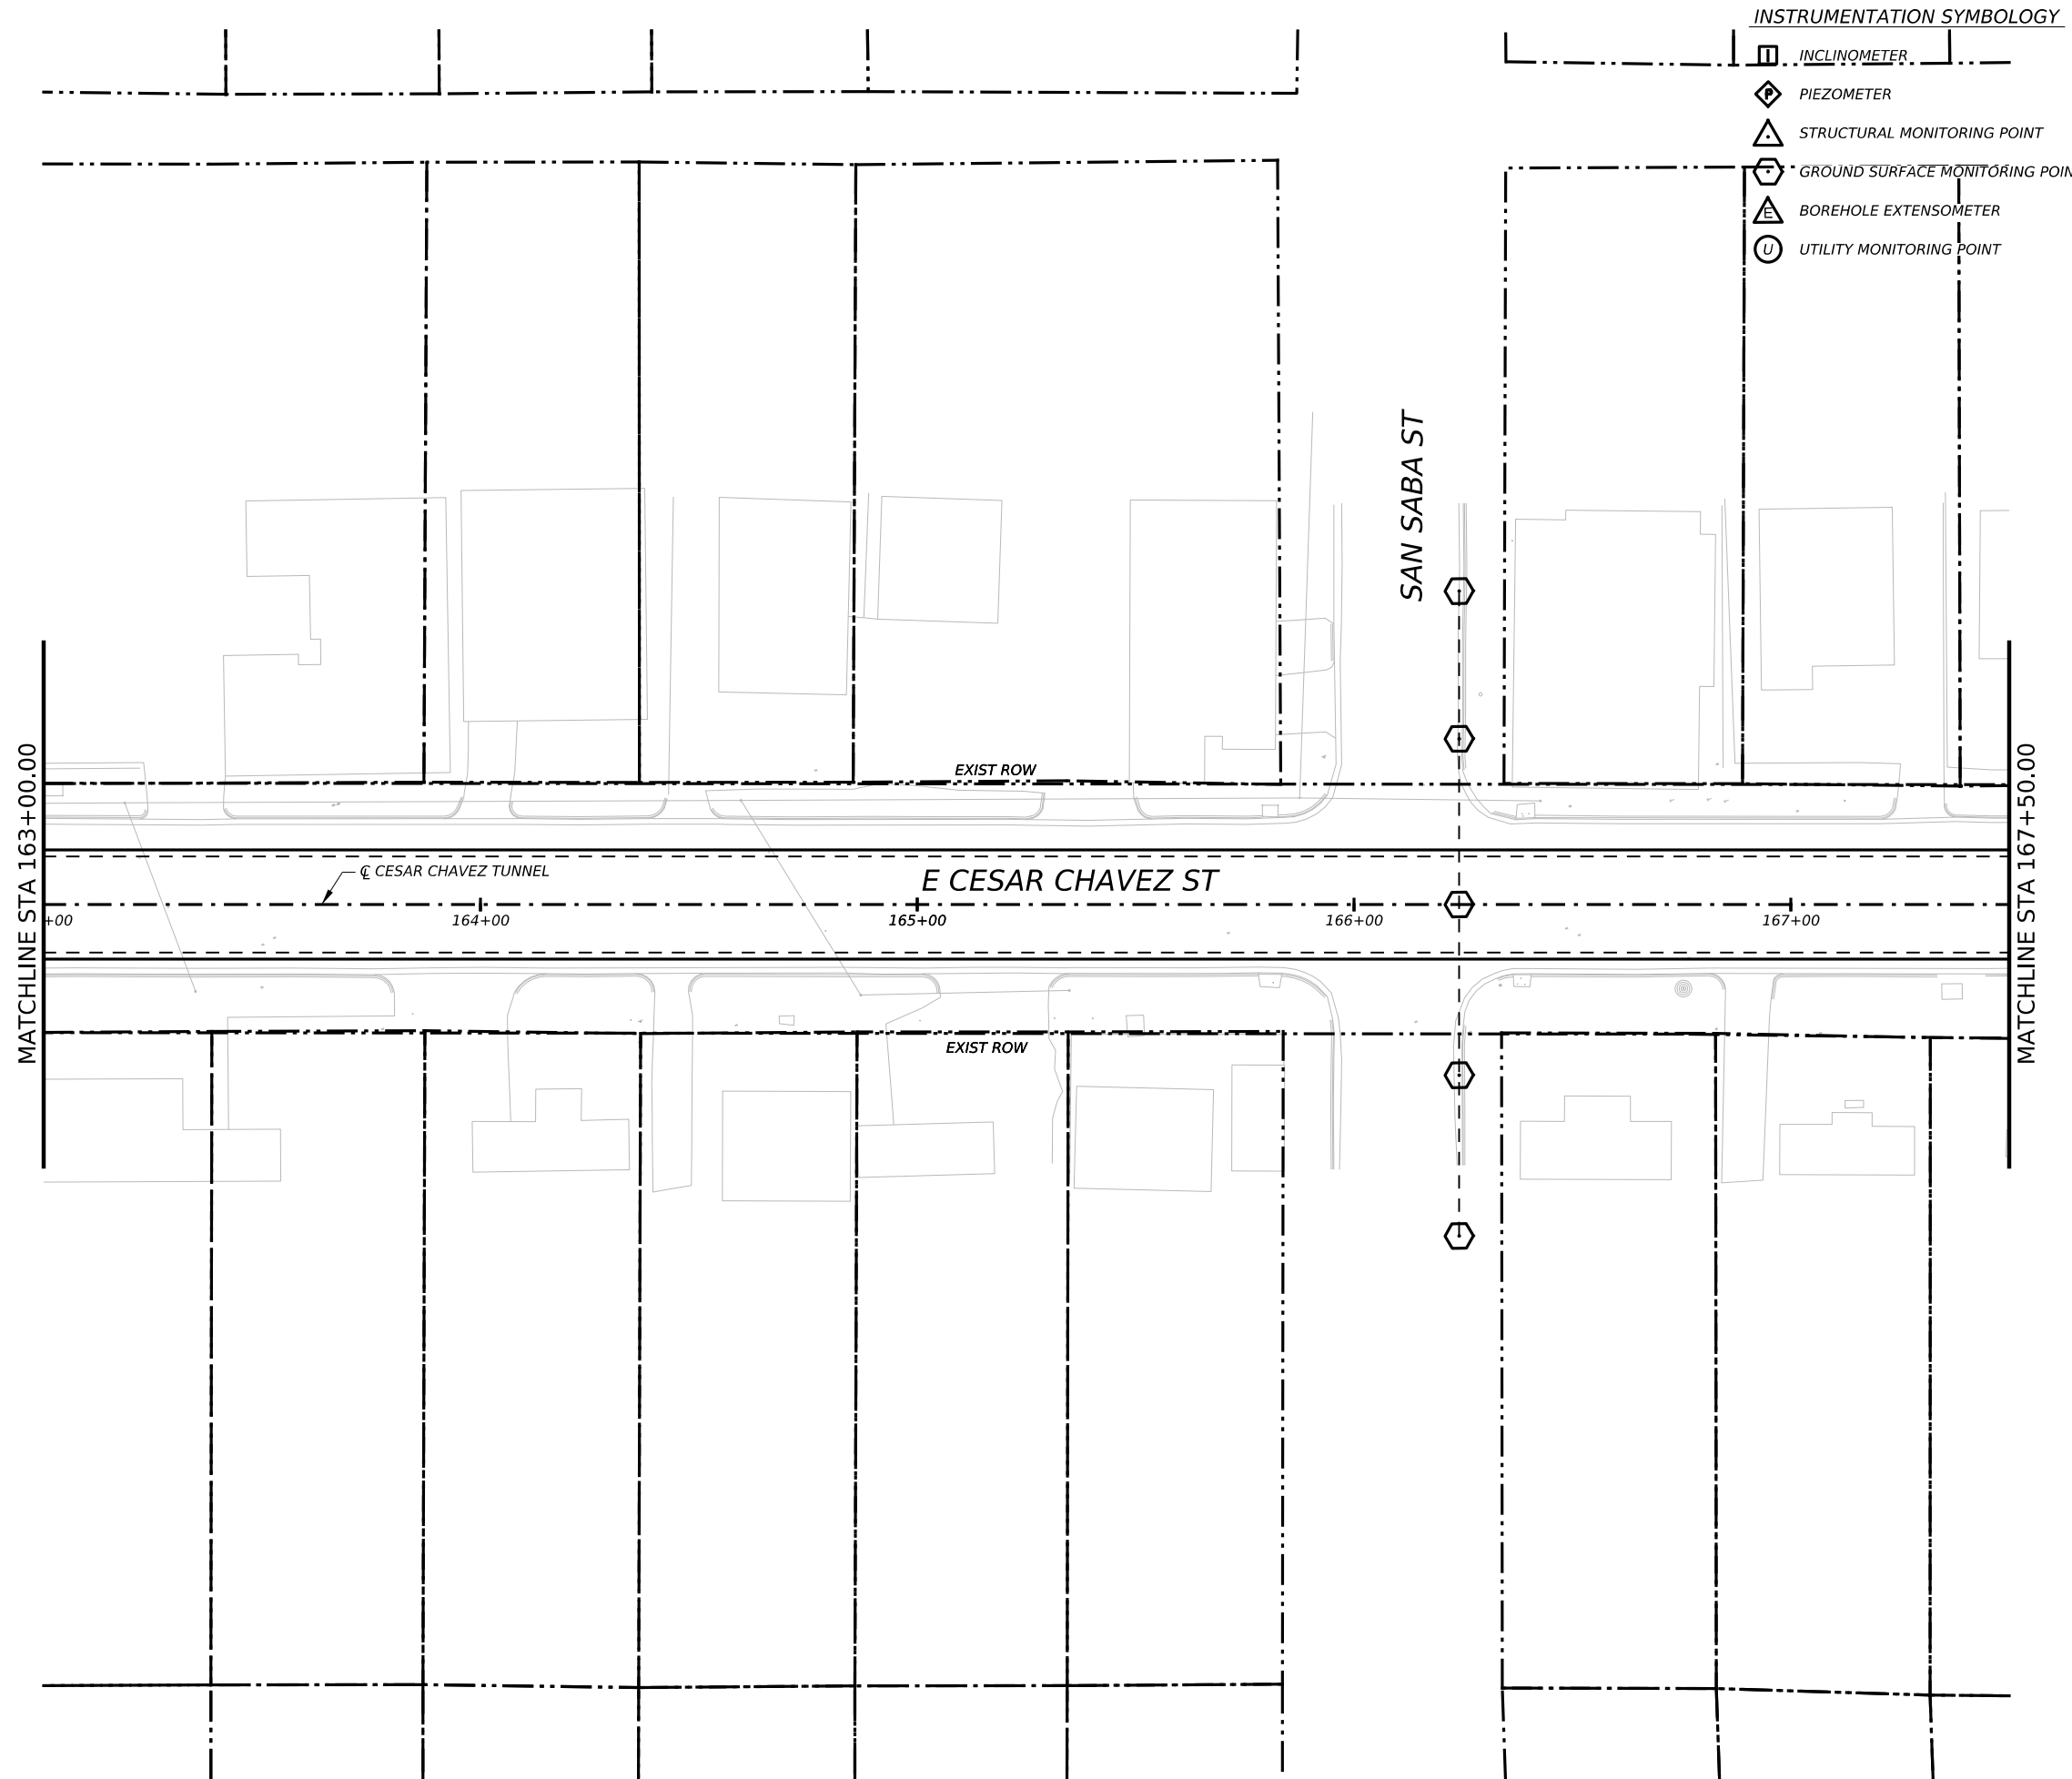 INSTRUMENTATION SYMBOLOGY
I INCLINOMETER
P PIEZOMETER
STRUCTURAL MONITORING POINT
GROUND SURFACE MONITORING POIN
E BOREHOLE EXTENSOMETER
U UTILITY MONITORING POINT
SAN SABA ST
EXIST ROW
℄ CESAR CHAVEZ TUNNEL
E CESAR CHAVEZ ST
+00
164+00
165+00
166+00
167+00
EXIST ROW
MATCHLINE STA 163+00.00
MATCHLINE STA 167+50.00